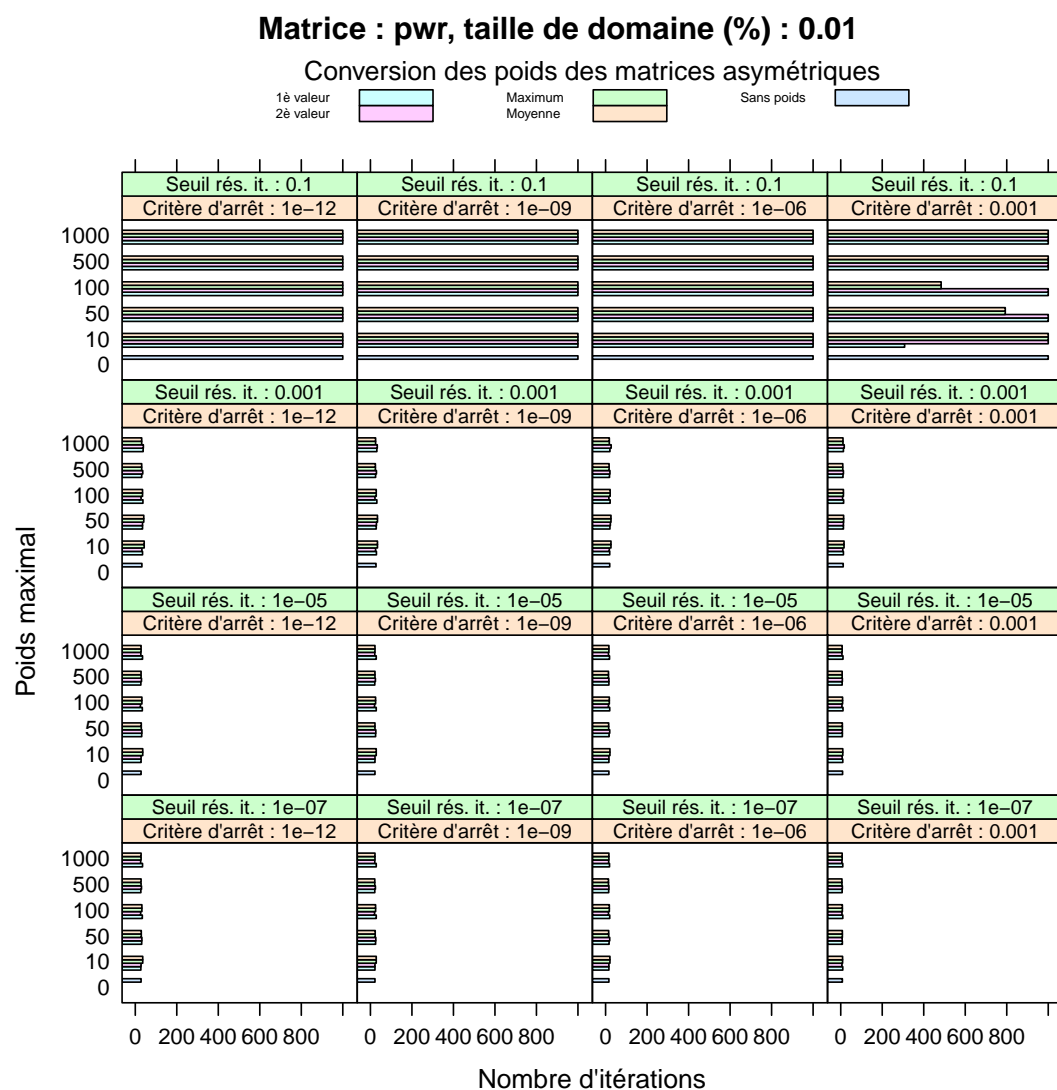 Matrice : pwr, taille de domaine (%) : 0.01
Conversion des poids des matrices asymétriques
1è valeur Maximum Sans poids
2è valeur Moyenne
Seuil rés. it. : 0.1 Seuil rés. it. : 0.1 Seuil rés. it. : 0.1 Seuil rés. it. : 0.1
Critère d'arrêt : 1e−12 Critère d'arrêt : 1e−09 Critère d'arrêt : 1e−06 Critère d'arrêt : 0.001
1000
500
100
50
10
0
Seuil rés. it. : 0.001 Seuil rés. it. : 0.001 Seuil rés. it. : 0.001 Seuil rés. it. : 0.001
Critère d'arrêt : 1e−12 Critère d'arrêt : 1e−09 Critère d'arrêt : 1e−06 Critère d'arrêt : 0.001
1000
500
100
50
10
0
Seuil rés. it. : 1e−05 Seuil rés. it. : 1e−05 Seuil rés. it. : 1e−05 Seuil rés. it. : 1e−05
Critère d'arrêt : 1e−12 Critère d'arrêt : 1e−09 Critère d'arrêt : 1e−06 Critère d'arrêt : 0.001
1000
500
100
50
10
0
Seuil rés. it. : 1e−07 Seuil rés. it. : 1e−07 Seuil rés. it. : 1e−07 Seuil rés. it. : 1e−07
Critère d'arrêt : 1e−12 Critère d'arrêt : 1e−09 Critère d'arrêt : 1e−06 Critère d'arrêt : 0.001
1000
500
100
50
10
0
Poids maximal
0 200 400 600 800 0 200 400 600 800 0 200 400 600 800 0 200 400 600 800
Nombre d'itérations